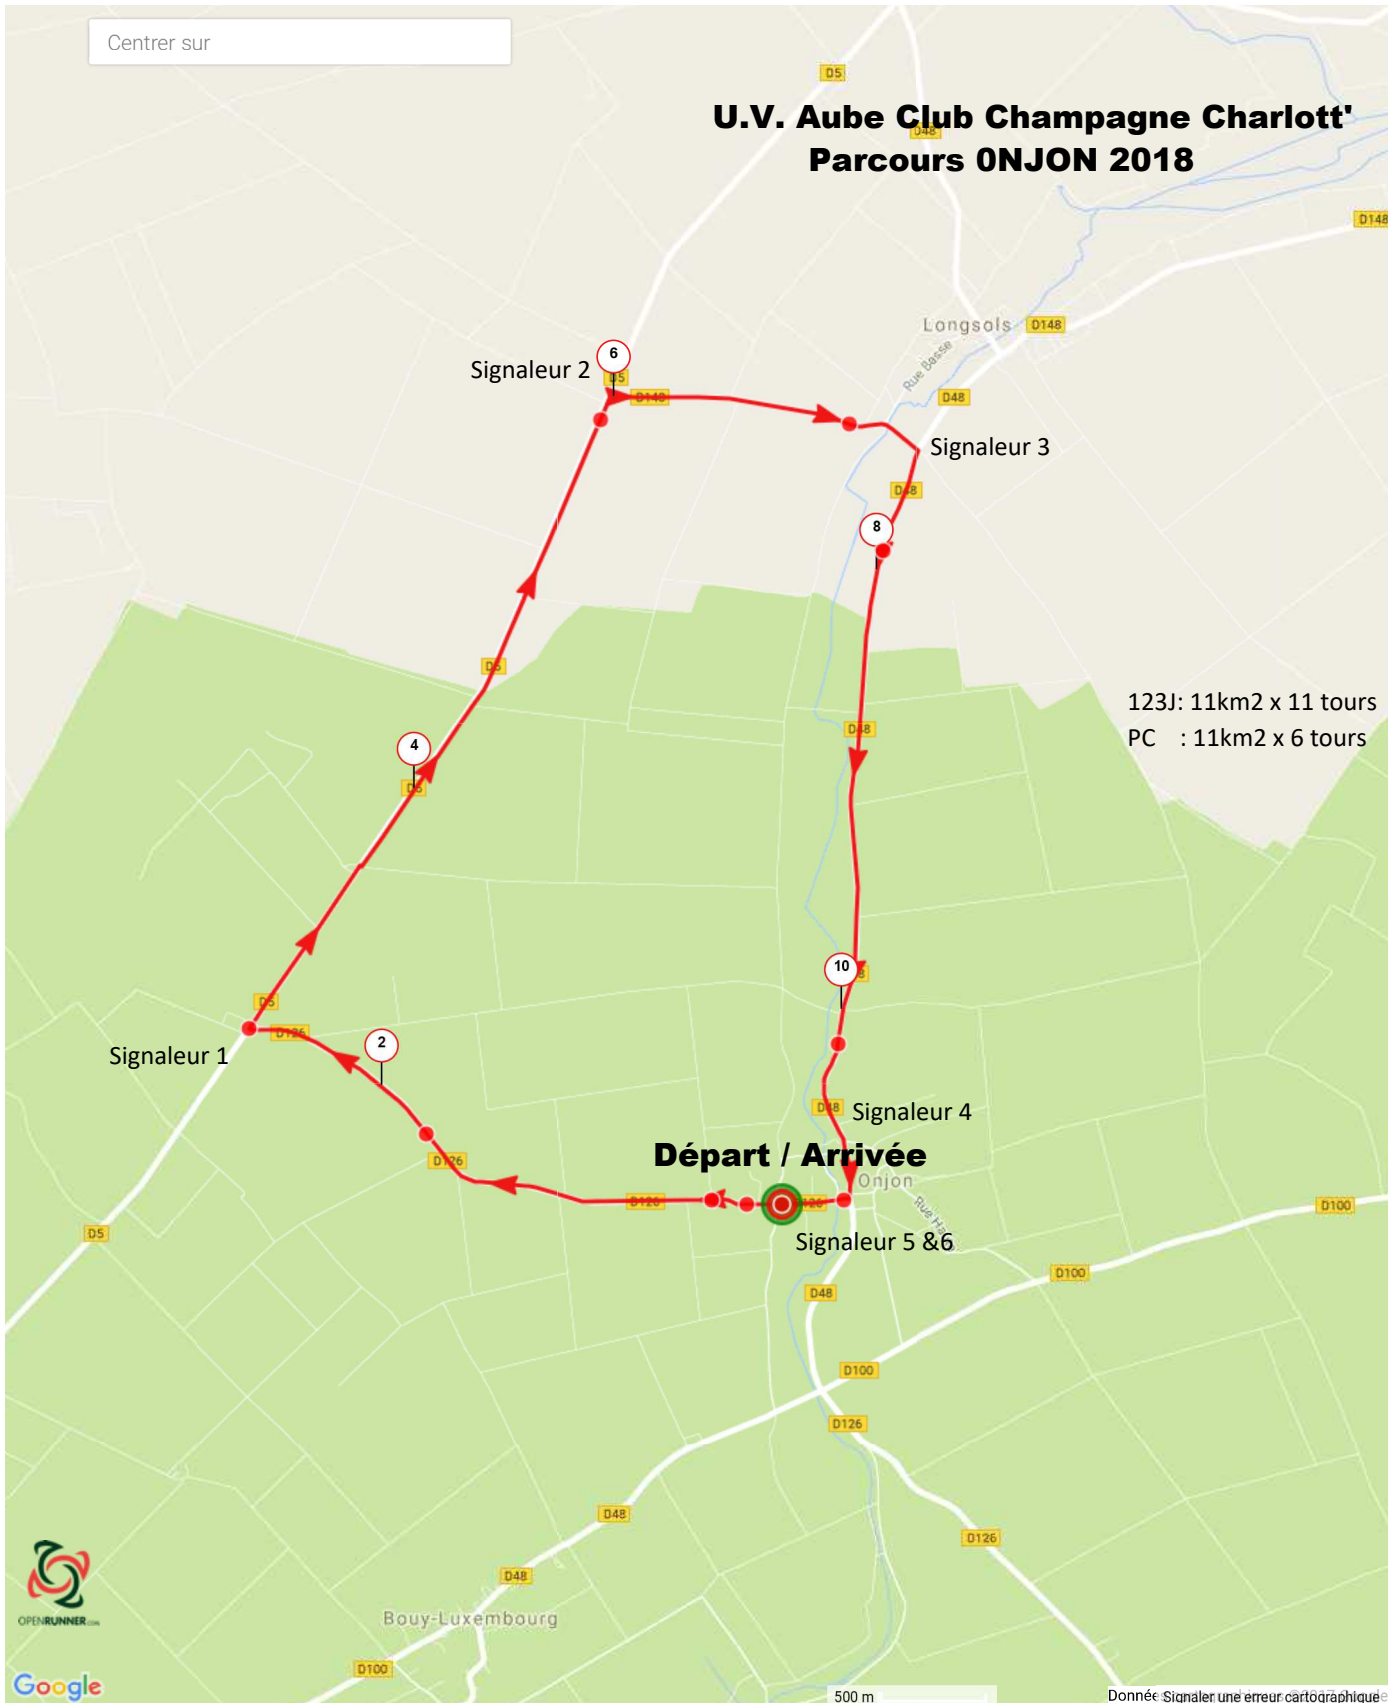 Centrer sur
D5
U.V. Aube Club Champagne Charlott'
D48
Parcours 0NJON 2018
D148
Longsols
D148
Rue Basse
6
Signaleur 2
D5
D148
D48
Signaleur 3
D48
8
D5
123J: 11km2 x 11 tours
D48
PC : 11km2 x 6 tours
4
D5
10
D5
D126
2
Signaleur 1
D48
Signaleur 4
Départ / Arrivée
D126
Onjon
D126
Rue
D100
D5
Signaleur 5 &6
D100
D48
D100
D126
D48
D126
D48
Bouy-Luxembourg
OPENRUNNER.COM
D100
Google
500 m
Signaler une erreur cartographique